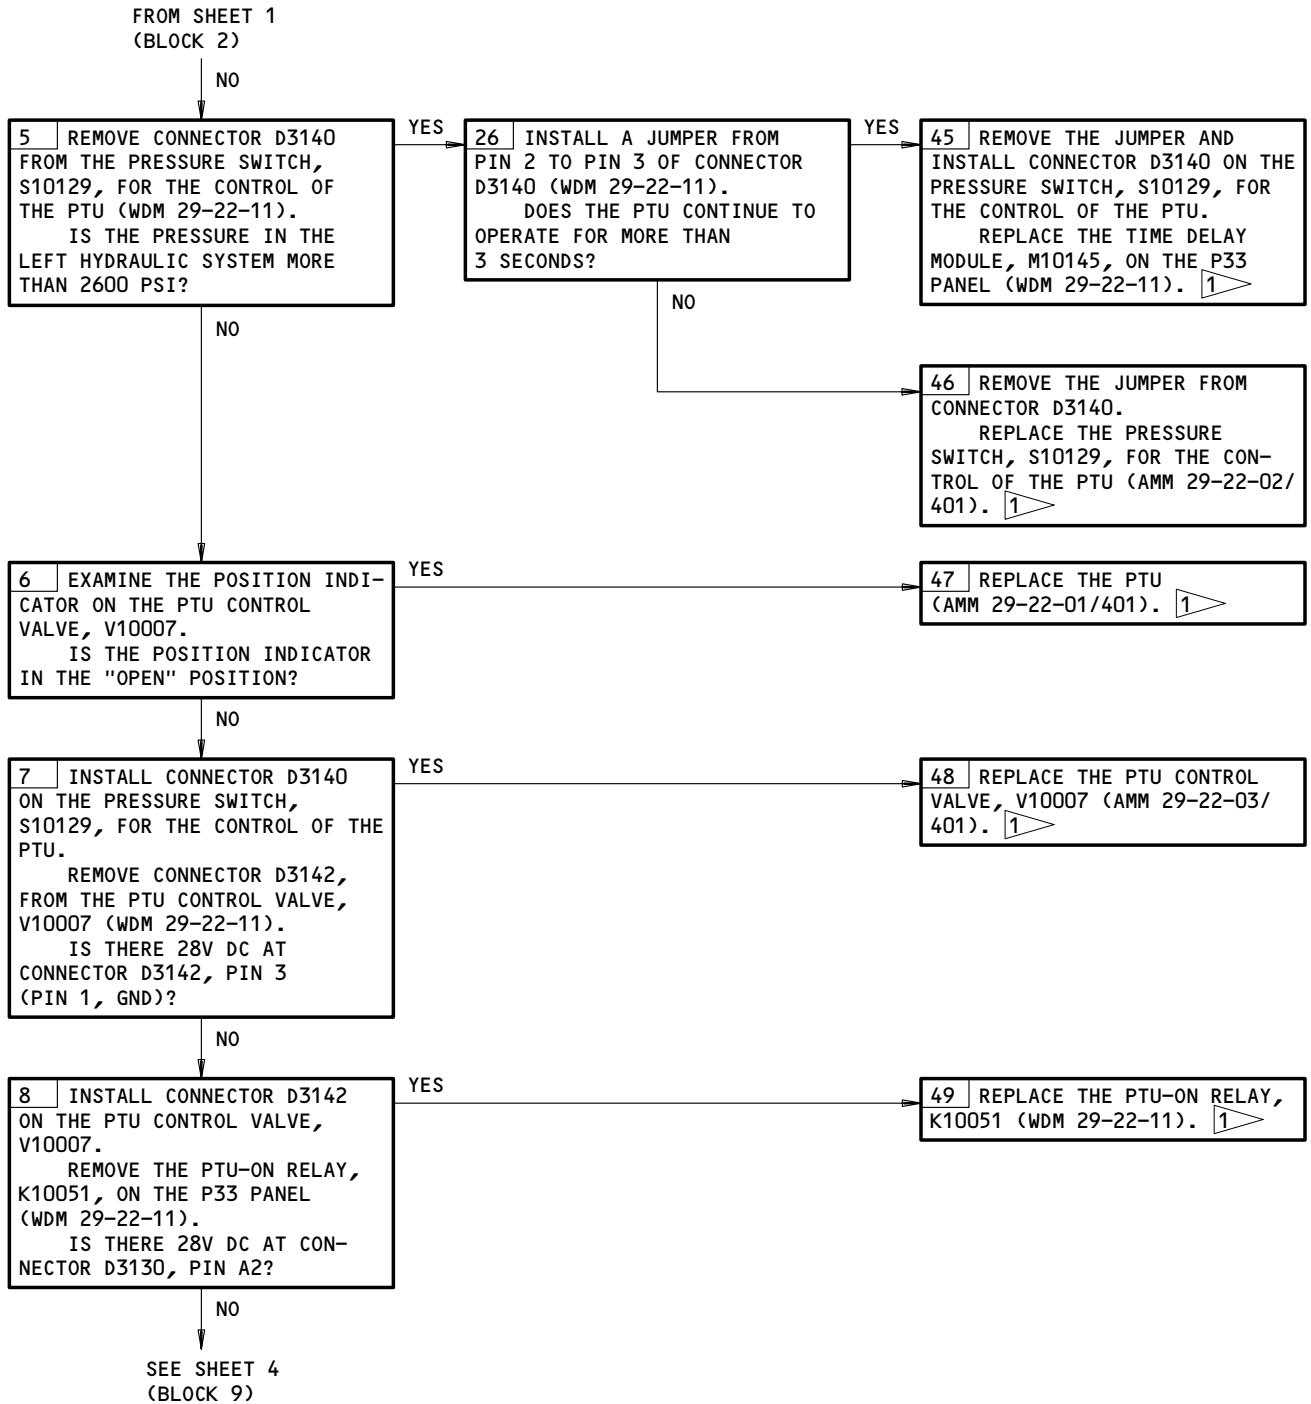 FROM SHEET 1
(BLOCK 2)
NO
5 REMOVE CONNECTOR D3140
FROM THE PRESSURE SWITCH,
S10129, FOR THE CONTROL OF
THE PTU (WDM 29-22-11).
IS THE PRESSURE IN THE
LEFT HYDRAULIC SYSTEM MORE
THAN 2600 PSI?
YES
26 INSTALL A JUMPER FROM
PIN 2 TO PIN 3 OF CONNECTOR
D3140 (WDM 29-22-11).
DOES THE PTU CONTINUE TO
OPERATE FOR MORE THAN
3 SECONDS?
YES
45 REMOVE THE JUMPER AND
INSTALL CONNECTOR D3140 ON THE
PRESSURE SWITCH, S10129, FOR
THE CONTROL OF THE PTU.
REPLACE THE TIME DELAY
MODULE, M10145, ON THE P33
PANEL (WDM 29-22-11). 1
NO
NO
46 REMOVE THE JUMPER FROM
CONNECTOR D3140.
REPLACE THE PRESSURE
SWITCH, S10129, FOR THE CON-
TROL OF THE PTU (AMM 29-22-02/
401). 1
6 EXAMINE THE POSITION INDI-
CATOR ON THE PTU CONTROL
VALVE, V10007.
IS THE POSITION INDICATOR
IN THE "OPEN" POSITION?
YES
47 REPLACE THE PTU
(AMM 29-22-01/401). 1
NO
7 INSTALL CONNECTOR D3140
ON THE PRESSURE SWITCH,
S10129, FOR THE CONTROL OF THE
PTU.
REMOVE CONNECTOR D3142,
FROM THE PTU CONTROL VALVE,
V10007 (WDM 29-22-11).
IS THERE 28V DC AT
CONNECTOR D3142, PIN 3
(PIN 1, GND)?
YES
48 REPLACE THE PTU CONTROL
VALVE, V10007 (AMM 29-22-03/
401). 1
NO
8 INSTALL CONNECTOR D3142
ON THE PTU CONTROL VALVE,
V10007.
REMOVE THE PTU-ON RELAY,
K10051, ON THE P33 PANEL
(WDM 29-22-11).
IS THERE 28V DC AT CON-
NECTOR D3130, PIN A2?
YES
49 REPLACE THE PTU-ON RELAY,
K10051 (WDM 29-22-11). 1
NO
SEE SHEET 4
(BLOCK 9)